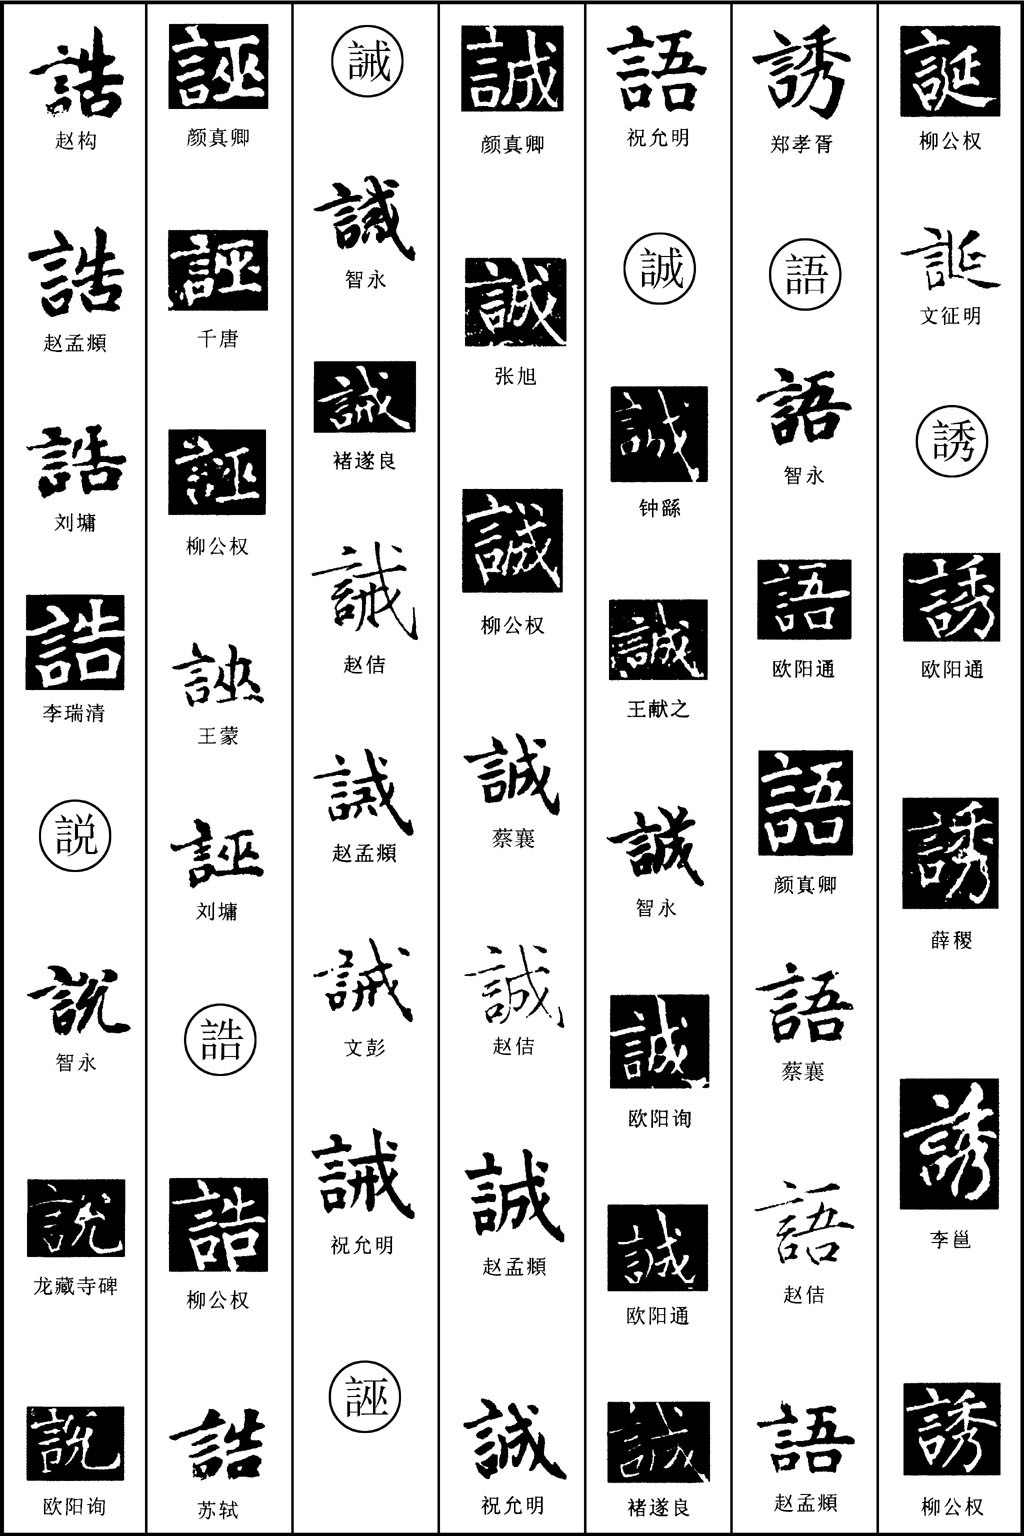 誕
柳公权
誕
文征明
誘
誘
欧阳通
誘
薛稷
誘
李邕
誘
柳公权
誘
郑孝胥
語
語
智永
語
欧阳通
語
颜真卿
語
蔡襄
語
赵佶
語
赵孟頫
語
祝允明
誠
誠
钟繇
誠
王献之
誠
智永
誠
欧阳询
誠
欧阳通
誠
褚遂良
誠
颜真卿
誠
张旭
誠
柳公权
誠
蔡襄
誠
赵佶
誠
赵孟頫
誠
祝允明
誡
誡
智永
誡
褚遂良
誡
赵佶
誡
赵孟頫
誡
文彭
誡
祝允明
誣
誣
颜真卿
誣
千唐
誣
柳公权
誣
王蒙
誣
刘墉
誥
誥
柳公权
誥
苏轼
誥
赵构
誥
赵孟頫
誥
刘墉
誥
李瑞清
説
説
智永
説
龙藏寺碑
説
欧阳询